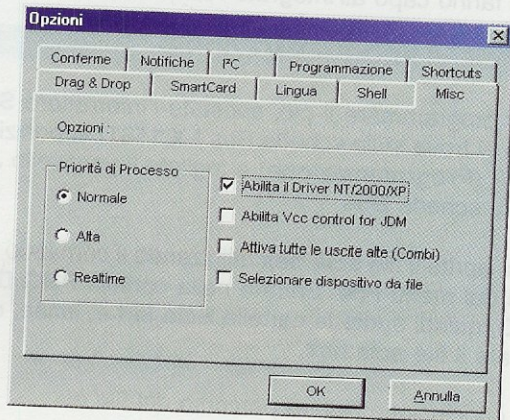 Opzioni
Conferme Notifiche I²C Programmazione Shortcuts
Drag & Drop SmartCard Lingua Shell Misc
Opzioni :
Priorità di Processo
Normale
Alta
Realtime
Abilita il Driver NT/2000/XP
Abilita Vcc control for JDM
Attiva tutte le uscite alte (Combi)
Selezionare dispositivo da file
OK Annulla